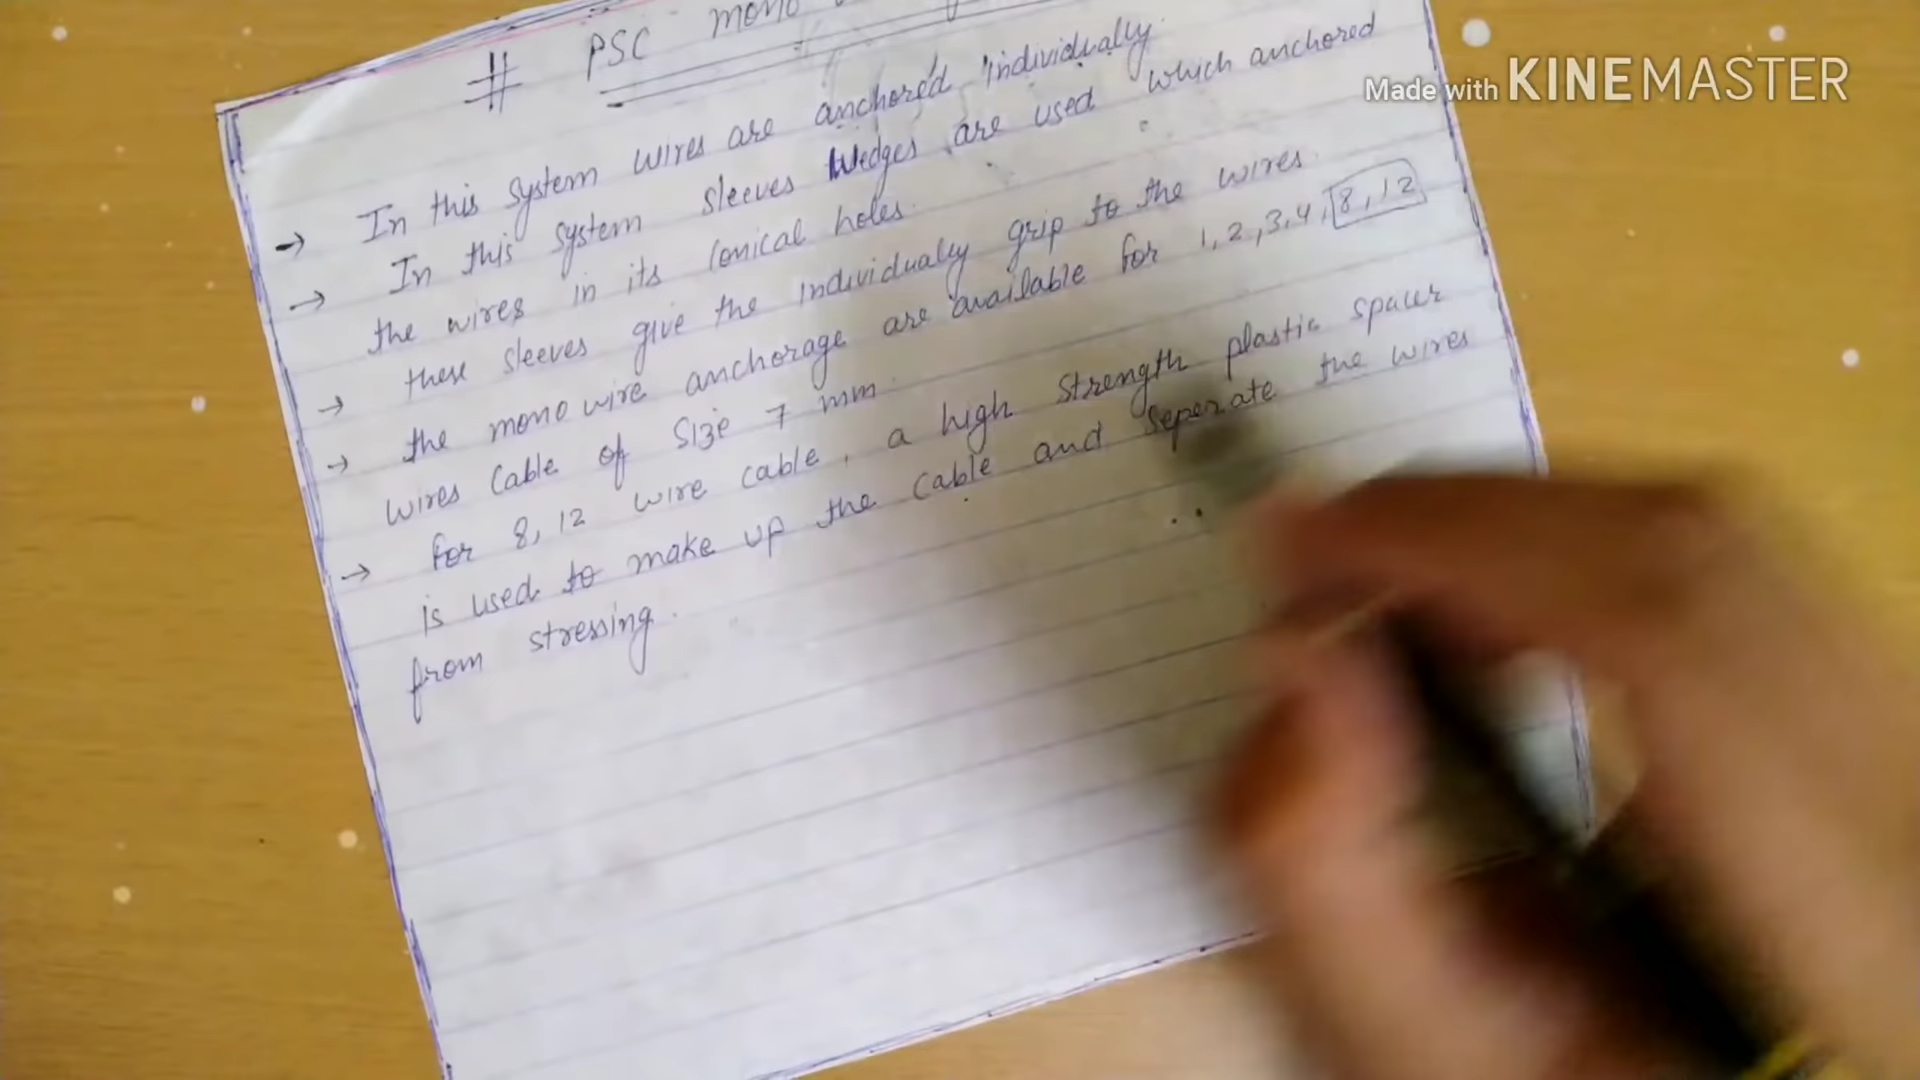 # PSC mono
→ In this system wires are anchored individually.
→ In this system sleeves wedges are used which anchored
the wires in its conical holes.
→ these sleeves give the individually grip to the wires.
→ the mono wire anchorage are available for 1, 2, 3, 4, 8, 12
wires cable of size 7 mm.
→ for 8, 12 wire cable, a high strength plastic spacer
is used to make up the cable and seperate the wires
from stressing.
Made with KINEMASTER